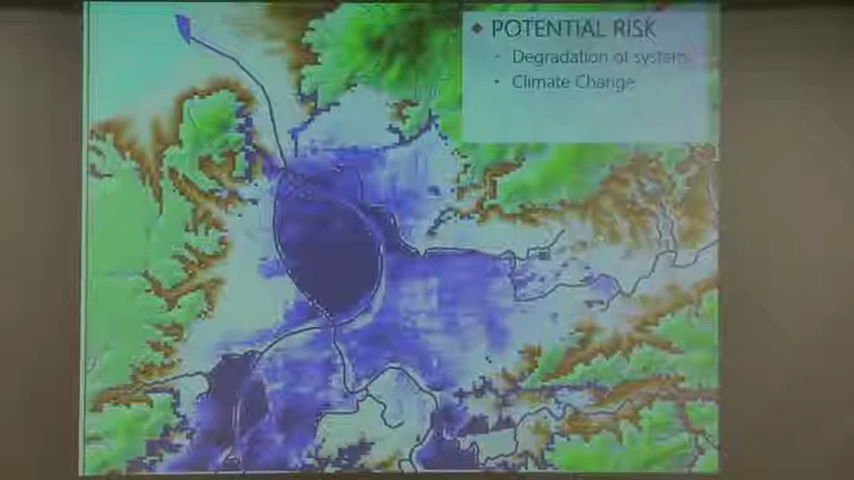 ◆ POTENTIAL RISK
• Degradation of system
• Climate Change